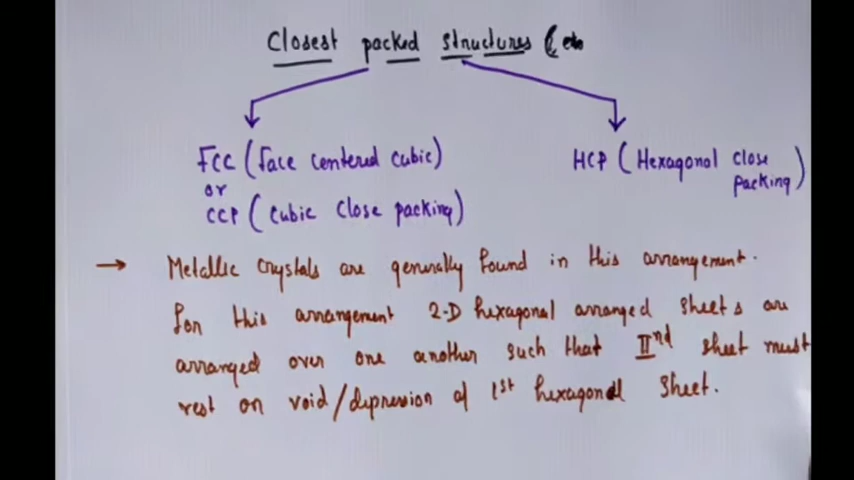 Closest packed structures (etc
FCC (Face centered cubic)
or
CCP (Cubic Close packing)
HCP (Hexagonal close
packing)
→ Metallic crystals are generally found in this arrangement.
for this arrangement 2-D hexagonal arranged sheets are
arranged over one another such that IInd sheet must
rest on void/depression of 1st hexagonal sheet.